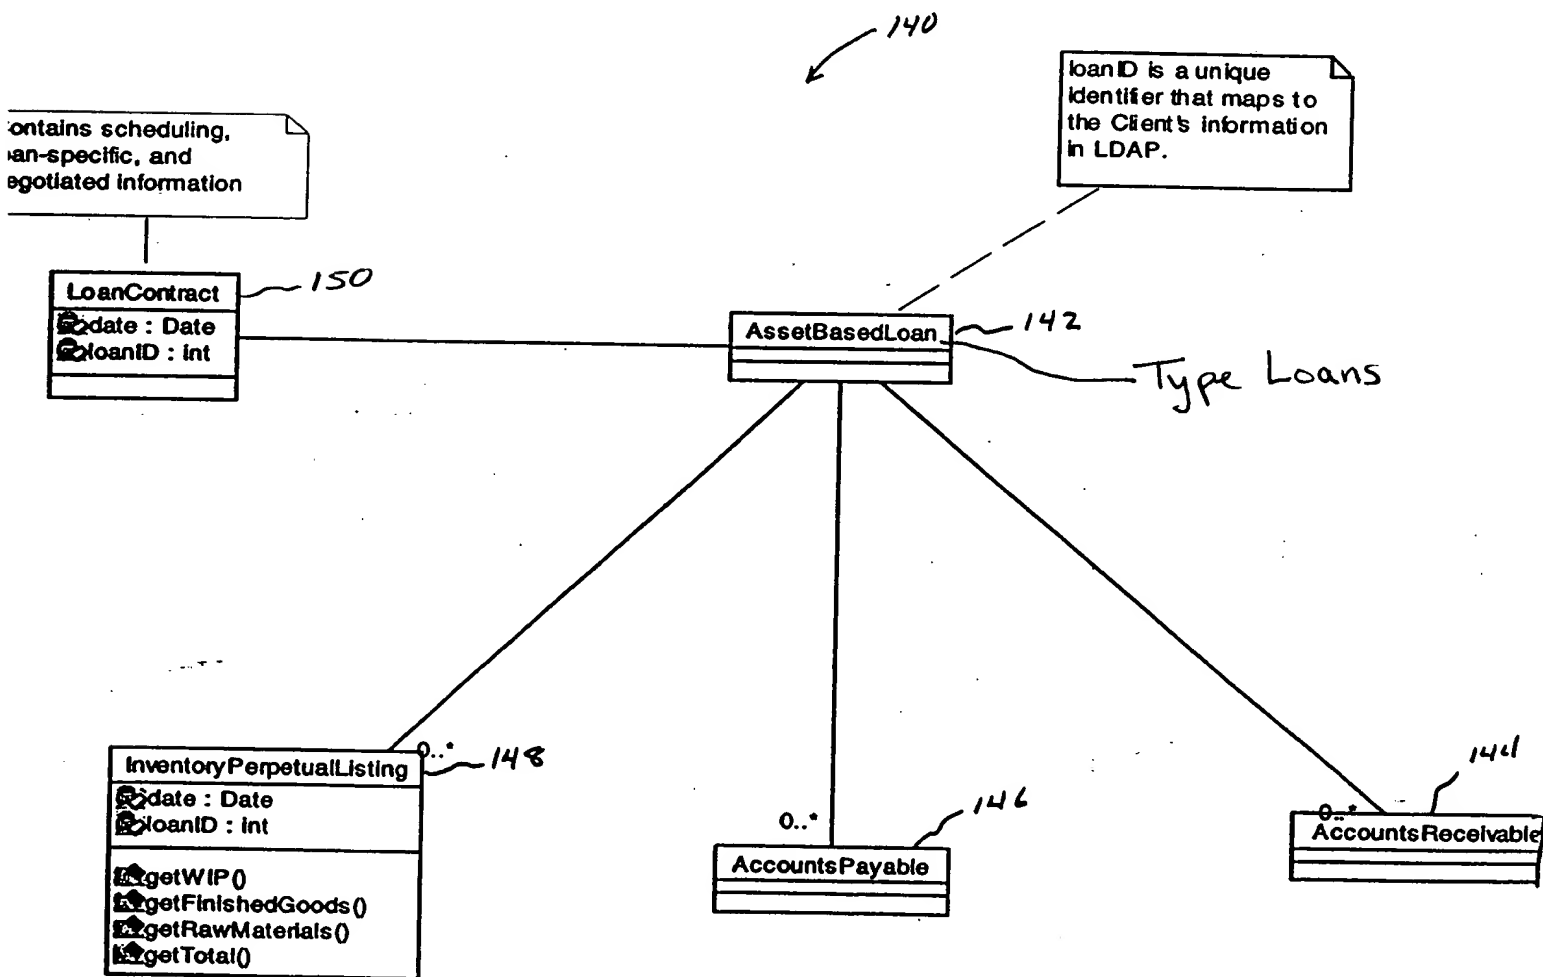 140
loanID is a unique
identifier that maps to
the Client's information
in LDAP.
ontains scheduling,
an-specific, and
egotiated information
LoanContract
150
date : Date
loanID : int
AssetBasedLoan
142
Type Loans
0..*
InventoryPerpetualListing
148
date : Date
loanID : int
getWIP()
getFinishedGoods()
getRawMaterials()
getTotal()
0..*
146
AccountsPayable
144
0..*
AccountsReceivable